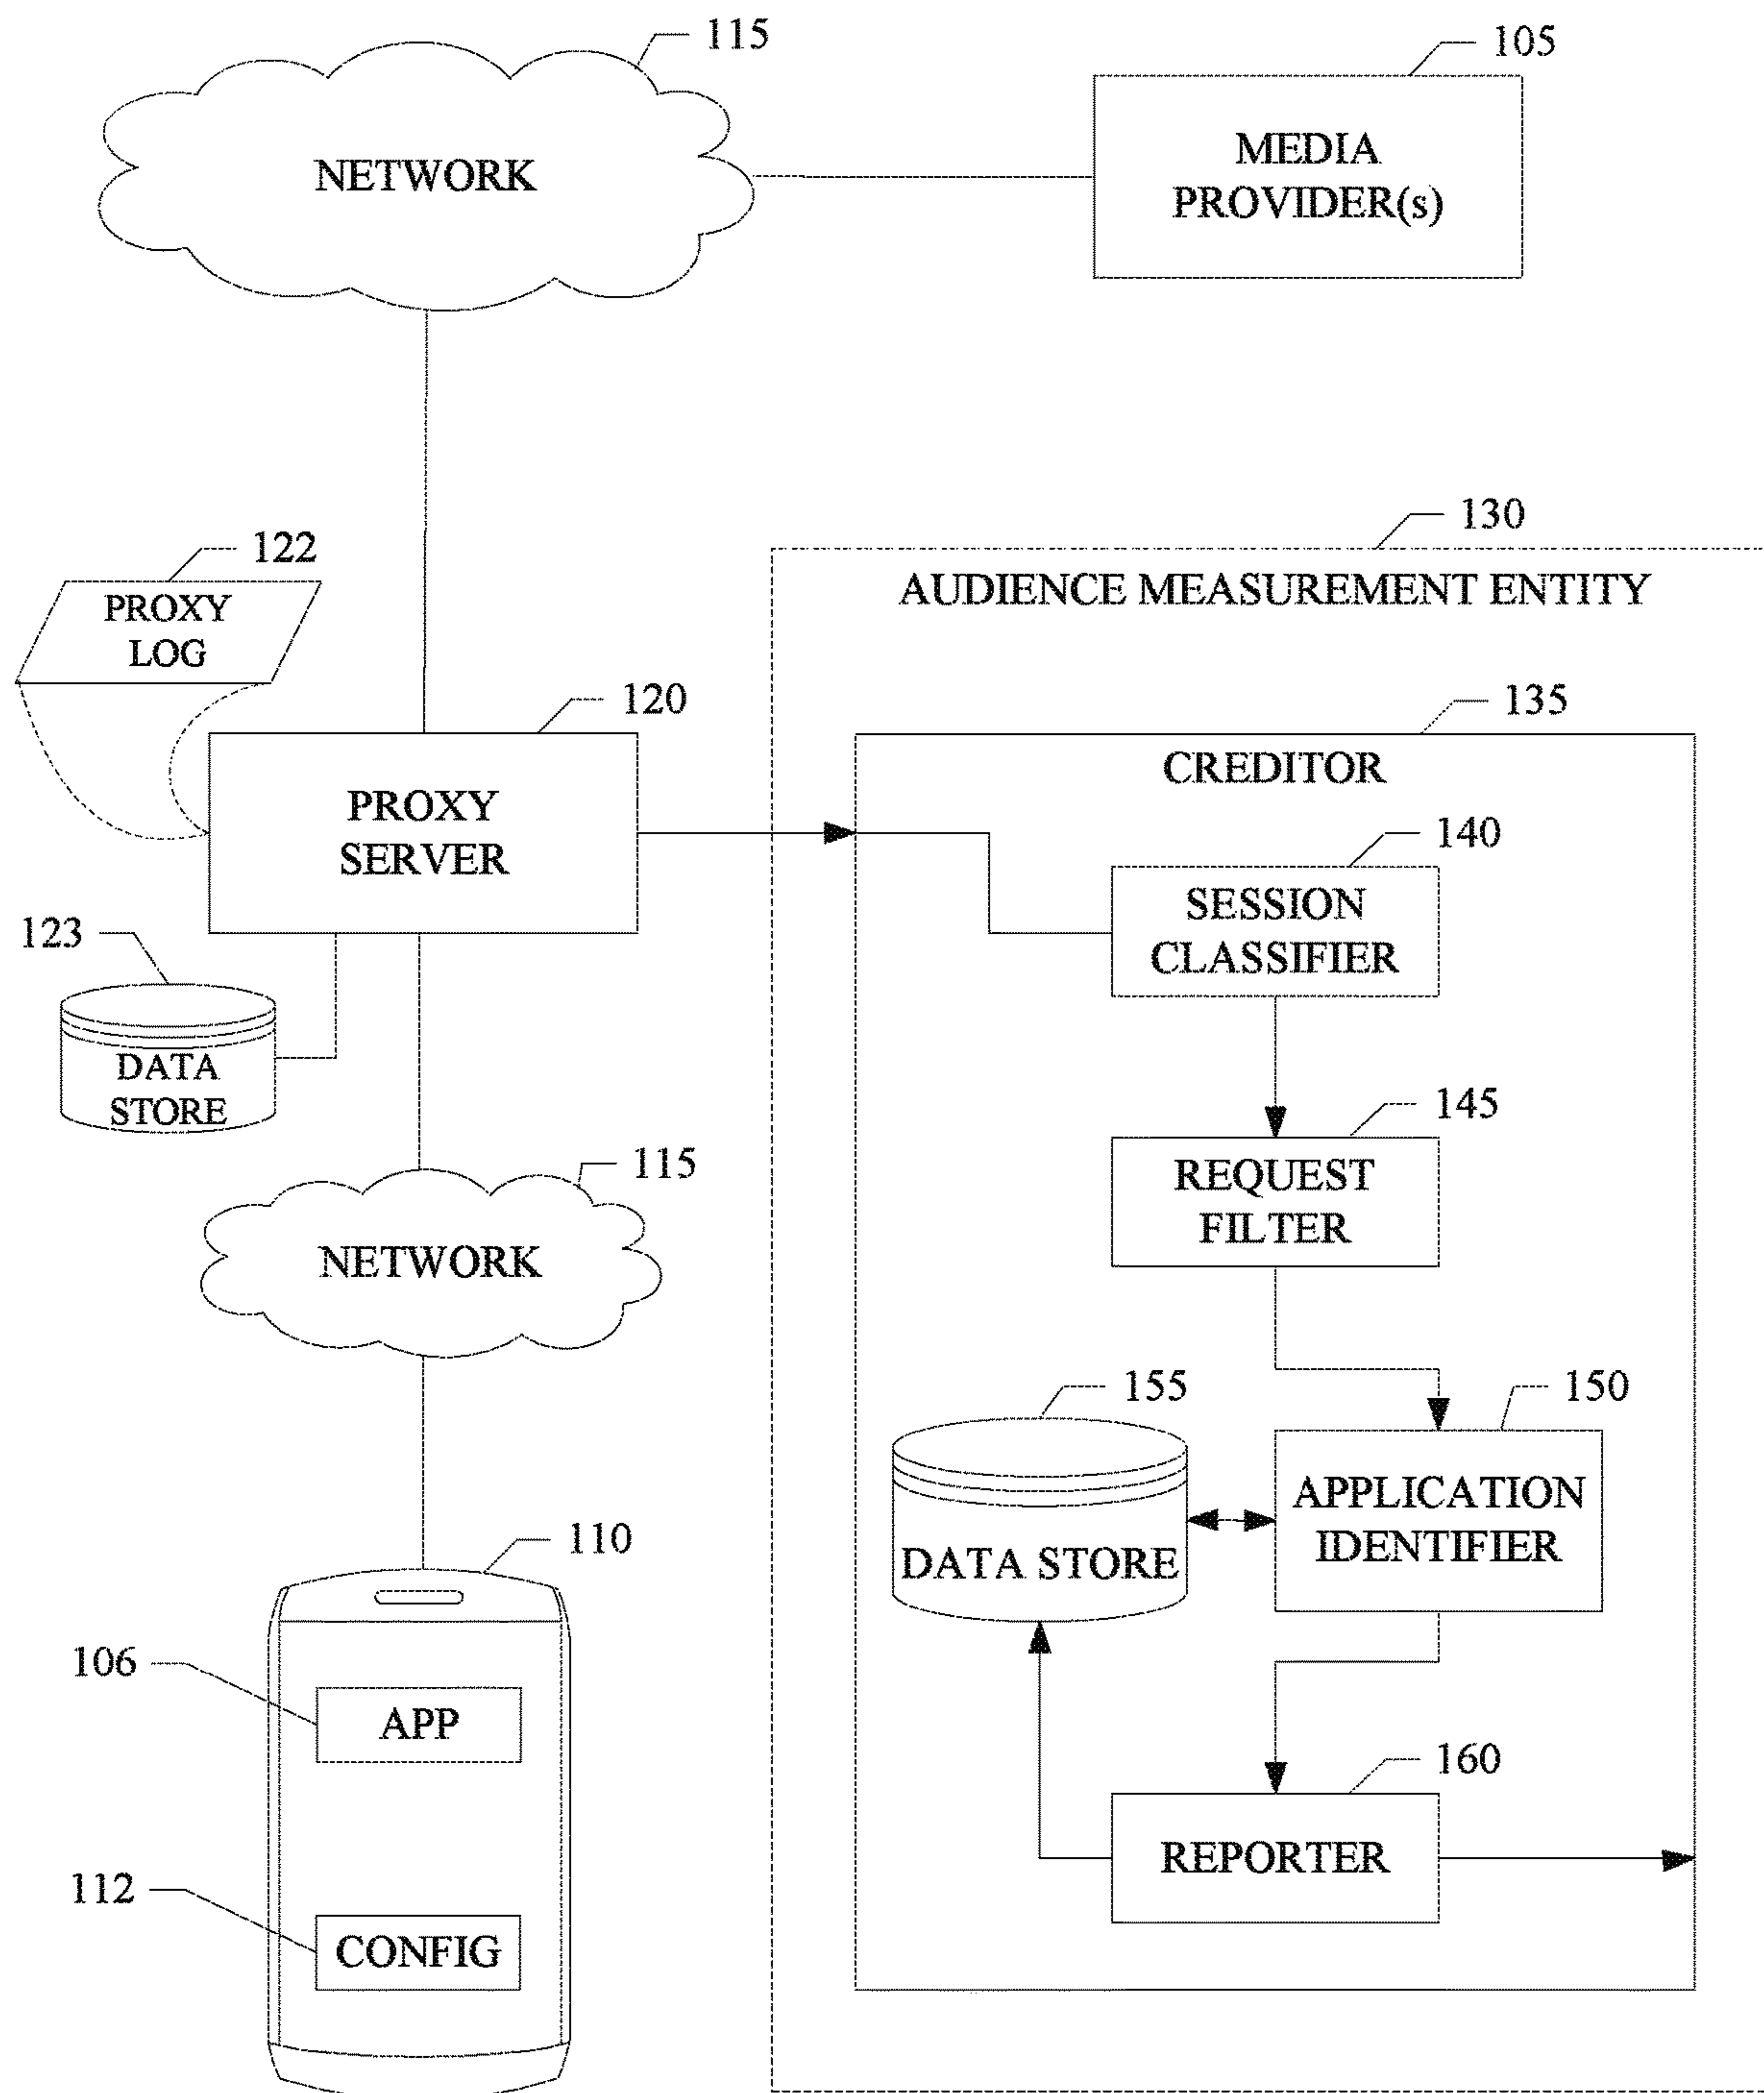 115
105
NETWORK
MEDIA
PROVIDER(s)
130
122
PROXY
LOG
AUDIENCE MEASUREMENT ENTITY
120
135
PROXY
SERVER
CREDITOR
140
SESSION
CLASSIFIER
123
DATA
STORE
145
REQUEST
FILTER
115
NETWORK
155
150
DATA STORE
APPLICATION
IDENTIFIER
110
106
APP
160
REPORTER
112
CONFIG